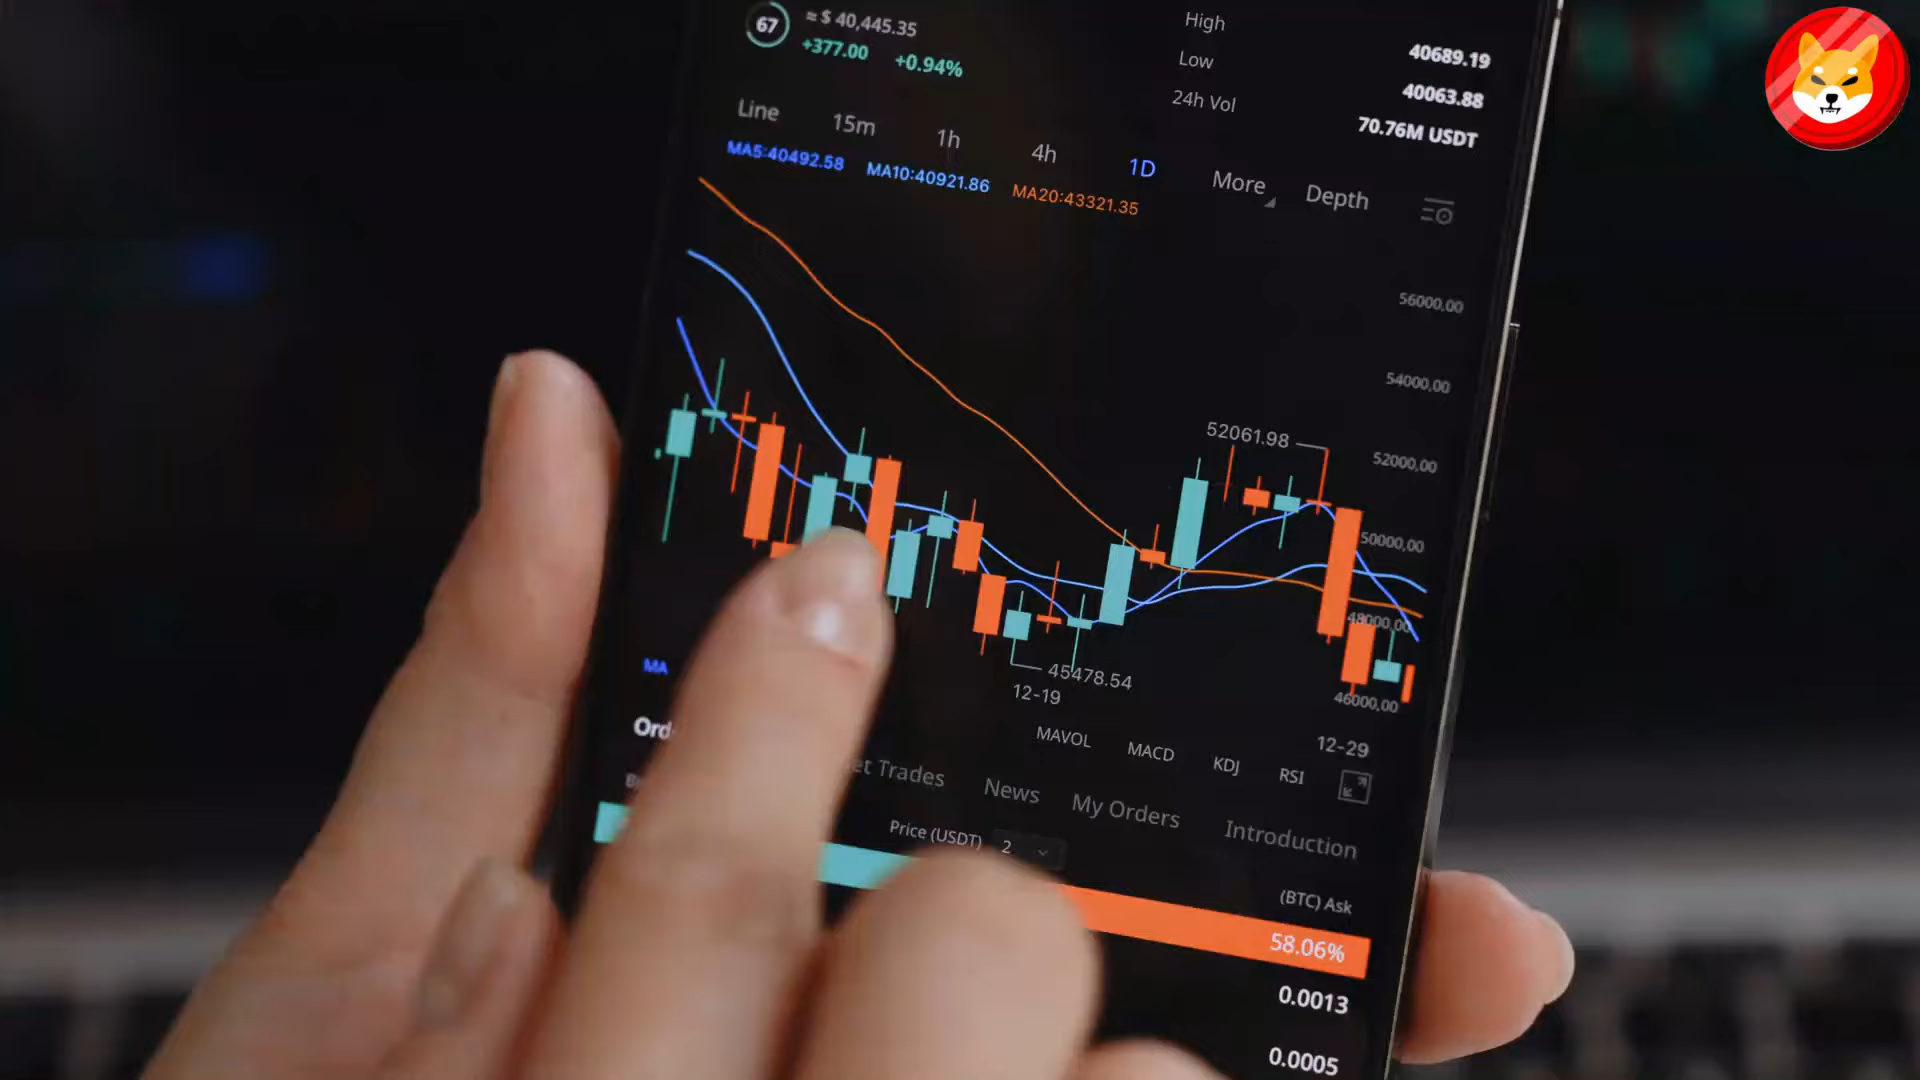 67
≈ $ 40,445.35
+377.00 +0.94%
High 40689.19
Low 40063.88
24h Vol 70.76M USDT
Line 15m 1h 4h 1D More Depth
MA5:40492.58 MA10:40921.86 MA20:43321.35
56000.00
54000.00
52061.98
52000.00
50000.00
48000.00
45478.54
46000.00
12-19
12-29
MA
MAVOL MACD KDJ RSI
Trades News My Orders Introduction
Price (USDT) 2
(BTC) Ask
58.06%
0.0013
0.0005